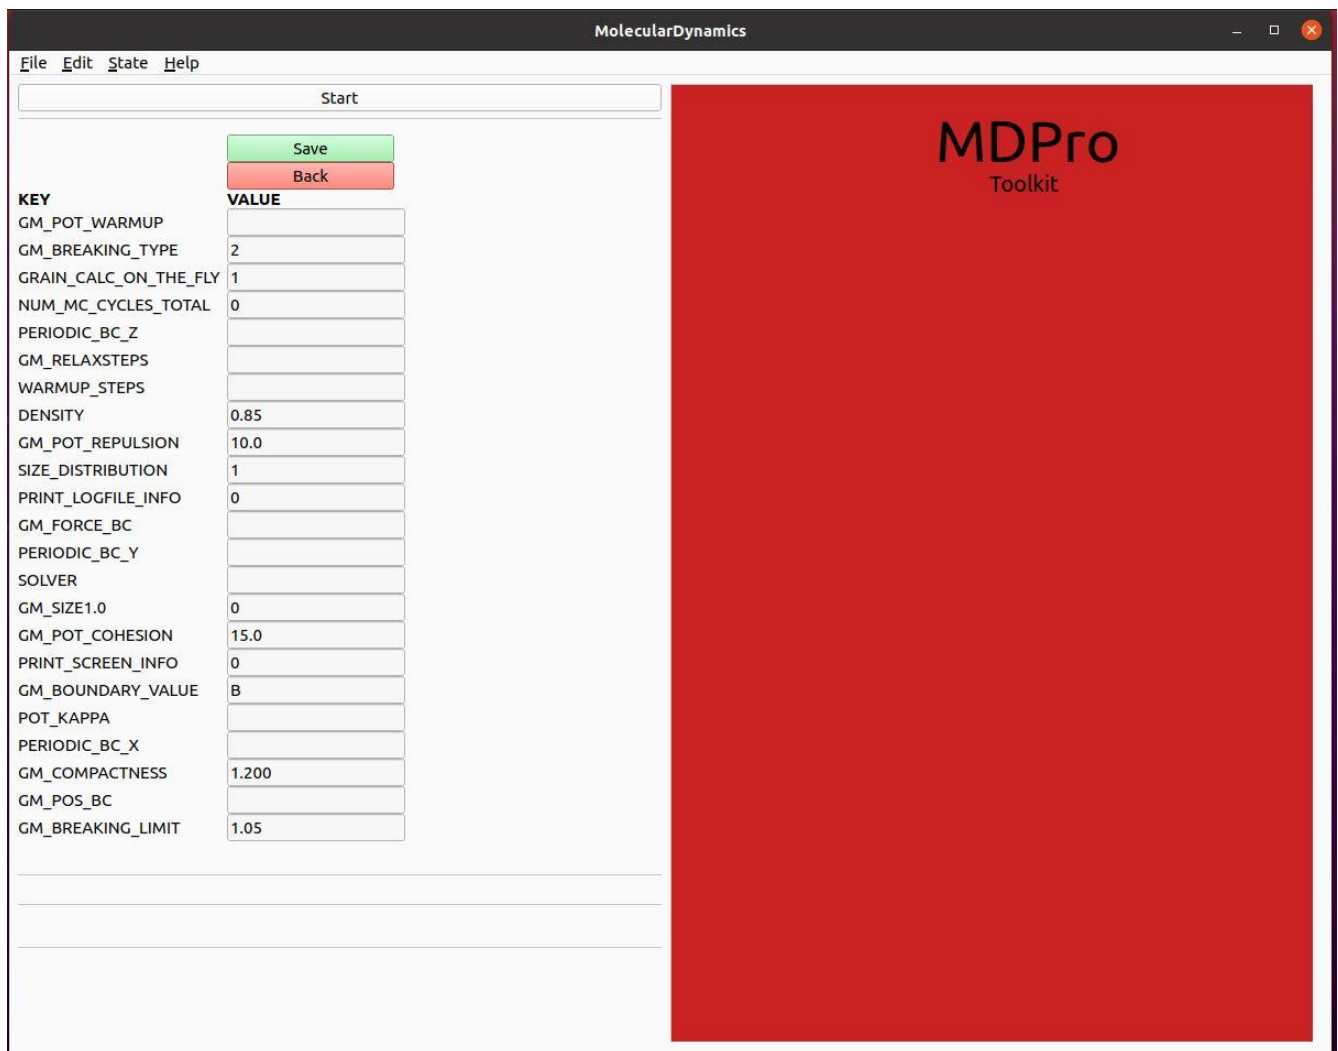 MolecularDynamics
File Edit State Help
Start
Save
Back
KEY VALUE
GM_POT_WARMUP
GM_BREAKING_TYPE 2
GRAIN_CALC_ON_THE_FLY 1
NUM_MC_CYCLES_TOTAL 0
PERIODIC_BC_Z
GM_RELAXSTEPS
WARMUP_STEPS
DENSITY 0.85
GM_POT_REPULSION 10.0
SIZE_DISTRIBUTION 1
PRINT_LOGFILE_INFO 0
GM_FORCE_BC
PERIODIC_BC_Y
SOLVER
GM_SIZE1.0 0
GM_POT_COHESION 15.0
PRINT_SCREEN_INFO 0
GM_BOUNDARY_VALUE B
POT_KAPPA
PERIODIC_BC_X
GM_COMPACTNESS 1.200
GM_POS_BC
GM_BREAKING_LIMIT 1.05
MDPro
Toolkit